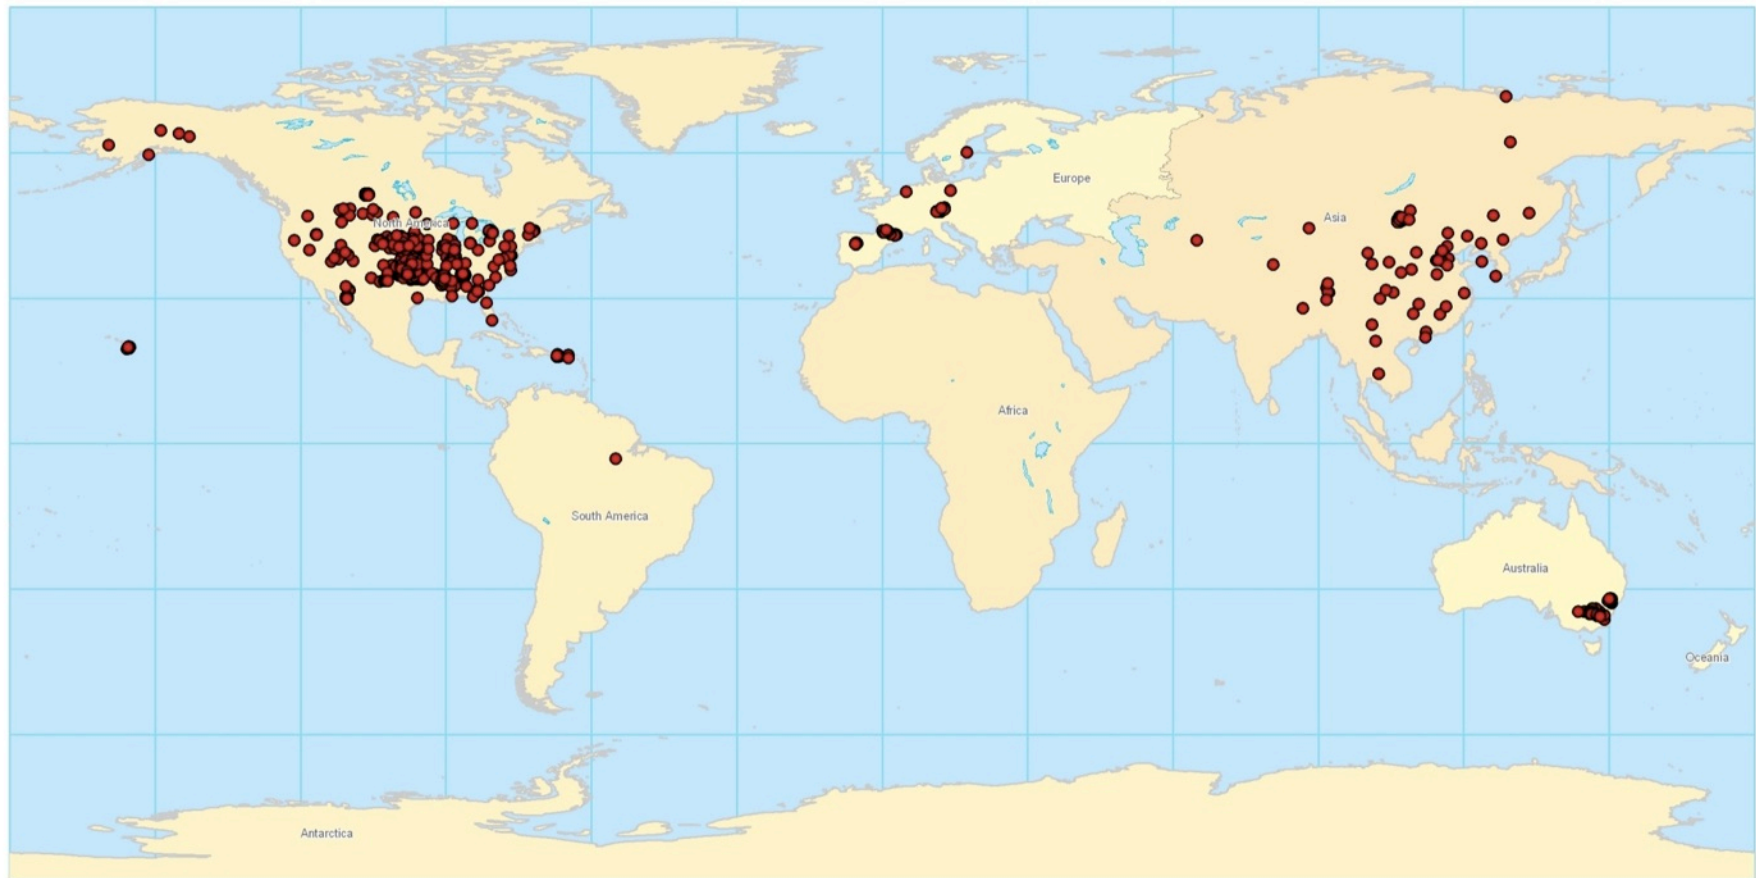 Europe
Asia
North America
Africa
South America
Australia
Oceania
Antarctica